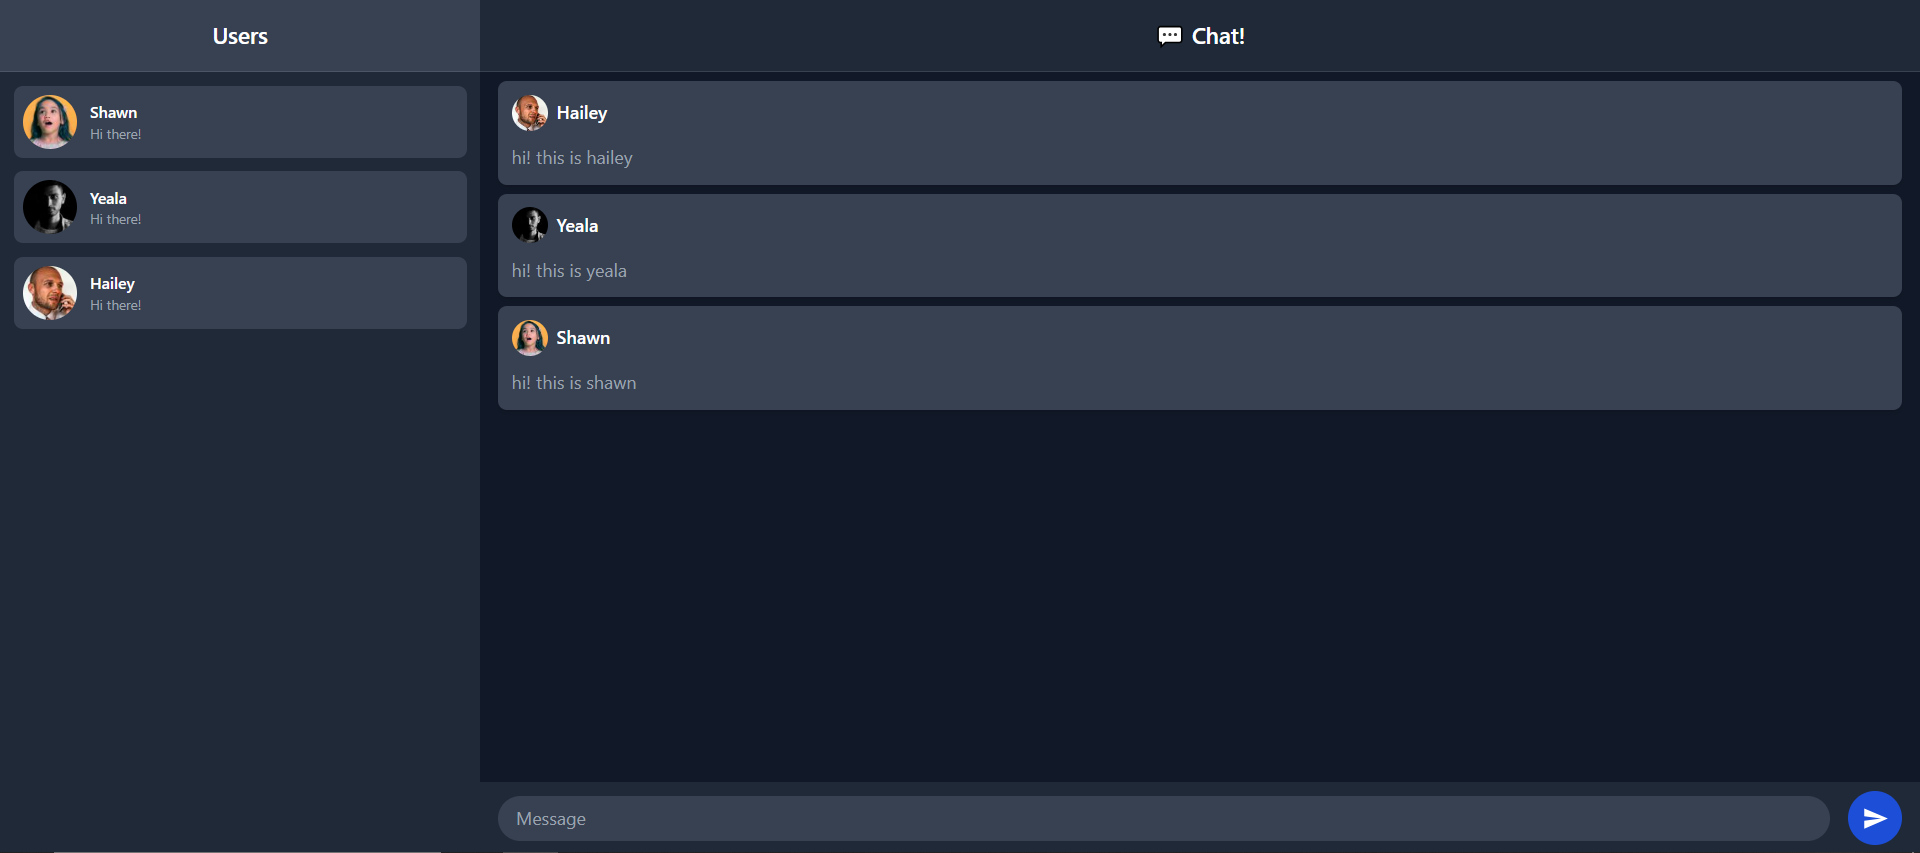 Users
Shawn
Hi there!
Yeala
Hi there!
Hailey
Hi there!
💬 Chat!
Hailey
hi! this is hailey
Yeala
hi! this is yeala
Shawn
hi! this is shawn
Message